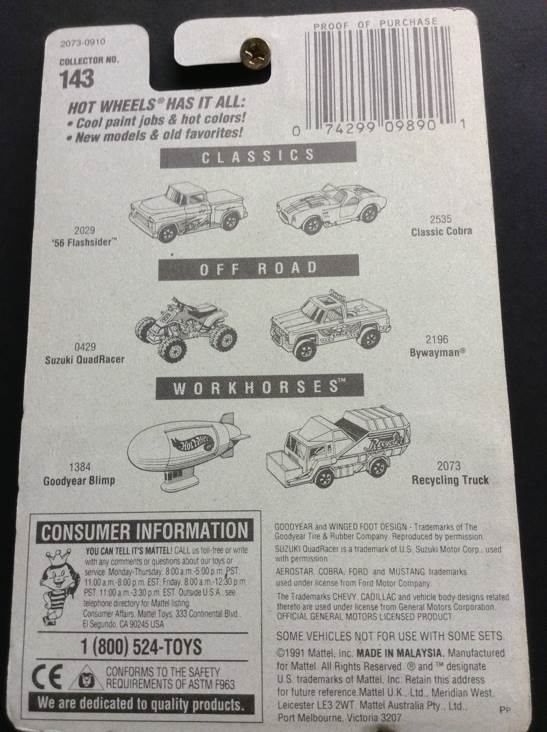 2073-0910
COLLECTOR NO.
143
HOT WHEELS® HAS IT ALL:
• Cool paint jobs & hot colors!
• New models & old favorites!
PROOF OF PURCHASE
0 74299 09890 1
CLASSICS
2029
'56 Flashsider™
2535
Classic Cobra
OFF ROAD
0429
Suzuki QuadRacer
2196
Bywayman®
WORKHORSES™
Hot Wheels
1384
Goodyear Blimp
2073
Recycling Truck
CONSUMER INFORMATION
YOU CAN TELL IT'S MATTEL! CALL us toll-free or write
with any comments or questions about our toys or
service. Monday-Thursday, 8:00 a.m.-5:00 p.m. PST,
11:00 a.m.-8:00 p.m. EST; Friday, 8:00 a.m.-12:30 p.m.
PST, 11:00 a.m.-3:30 p.m. EST. Outside U.S.A. see
telephone directory for Mattel listing.
Consumer Affairs, Mattel Toys, 333 Continental Blvd.
El Segundo, CA 90245 USA
1 (800) 524-TOYS
CE
CONFORMS TO THE SAFETY
REQUIREMENTS OF ASTM F963
We are dedicated to quality products.
GOODYEAR and WINGED FOOT DESIGN - Trademarks of The
Goodyear Tire & Rubber Company. Reproduced by permission.
SUZUKI QuadRacer is a trademark of U.S. Suzuki Motor Corp., used
with permission.
AEROSTAR, COBRA, FORD and MUSTANG trademarks
used under license from Ford Motor Company.
The Trademarks CHEVY, CADILLAC and vehicle body designs related
thereto are used under license from General Motors Corporation.
OFFICIAL GENERAL MOTORS LICENSED PRODUCT.
SOME VEHICLES NOT FOR USE WITH SOME SETS.
©1991 Mattel, Inc. MADE IN MALAYSIA. Manufactured
for Mattel. All Rights Reserved. ® and ™ designate
U.S. trademarks of Mattel, Inc. Retain this address
for future reference. Mattel U.K., Ltd., Meridian West,
Leicester LE3 2WT. Mattel Australia Pty., Ltd.,
Port Melbourne, Victoria 3207.
PP